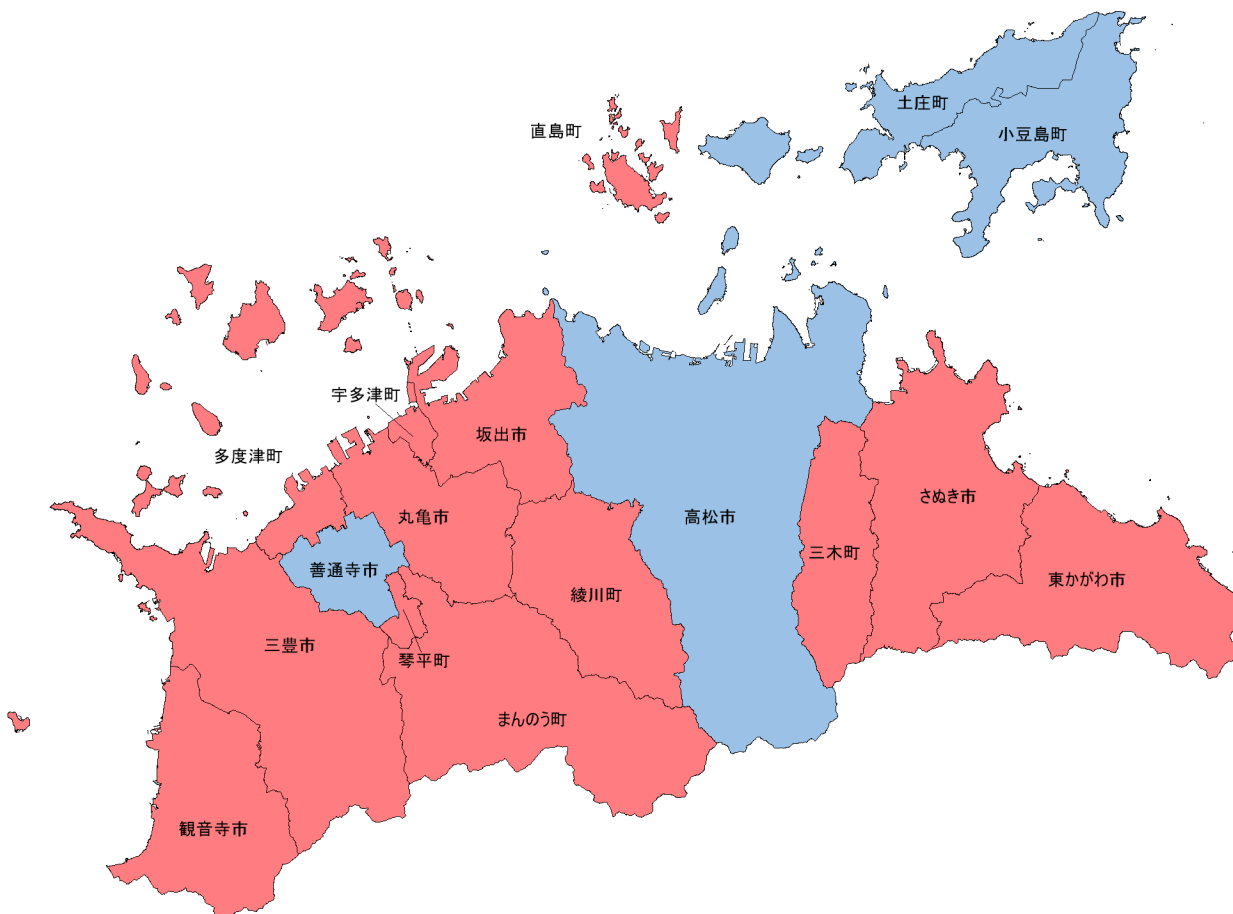 土庄町
直島町
小豆島町
宇多津町
坂出市
多度津町
さぬき市
丸亀市
高松市
三木町
善通寺市
東かがわ市
綾川町
三豊市
琴平町
まんのう町
観音寺市